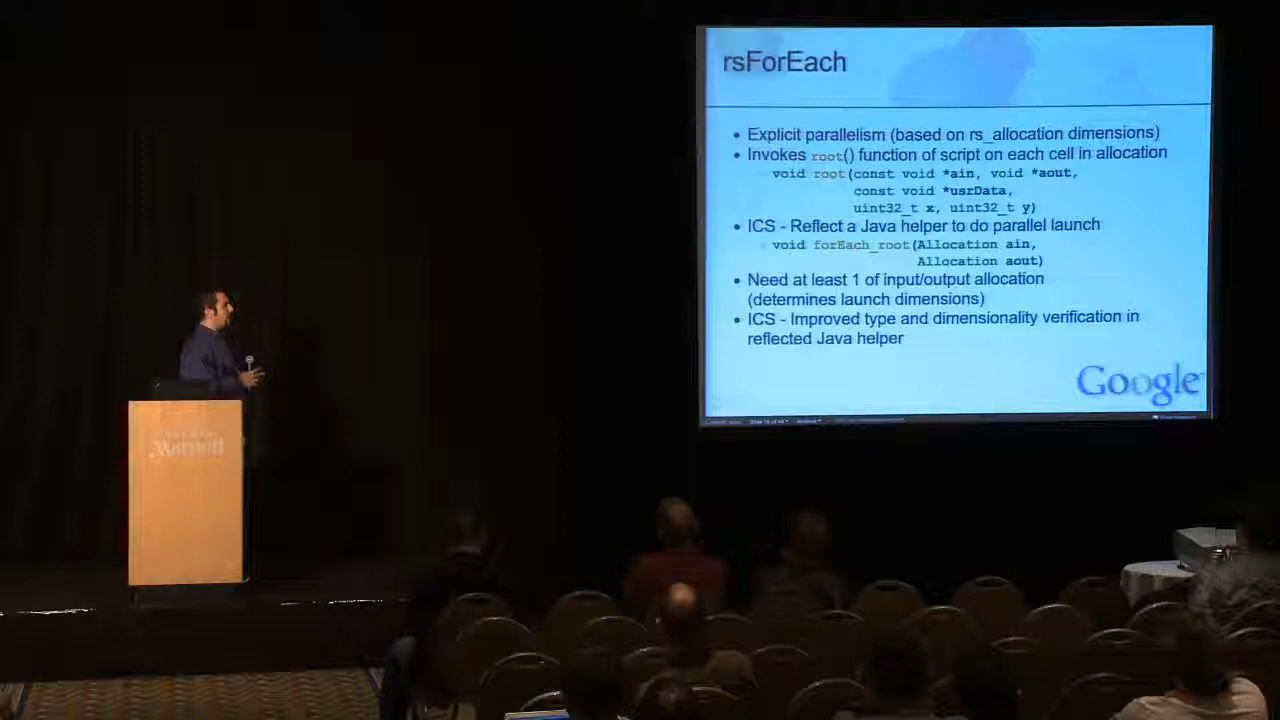 rsForEach
• Explicit parallelism (based on rs_allocation dimensions)
• Invokes root() function of script on each cell in allocation
void root(const void *ain, void *aout,
const void *usrData,
uint32_t x, uint32_t y)
• ICS - Reflect a Java helper to do parallel launch
void forEach_root(Allocation ain,
Allocation aout)
• Need at least 1 of input/output allocation
(determines launch dimensions)
• ICS - Improved type and dimensionality verification in
reflected Java helper
Google
Marriott